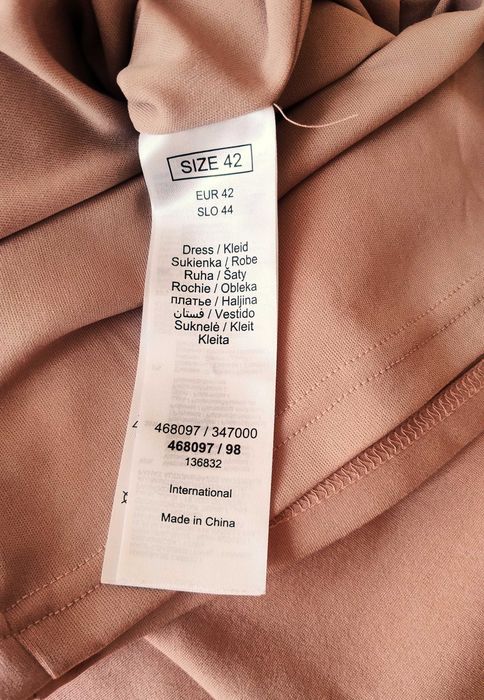 SIZE 42
EUR 42
SLO 44
Dress / Kleid
Sukienka / Robe
Ruha / Šaty
Rochie / Obleka
платье / Haljina
فستان / Vestido
Suknelė / Kleit
Kleita
468097 / 347000
468097 / 98
136832
International
Made in China